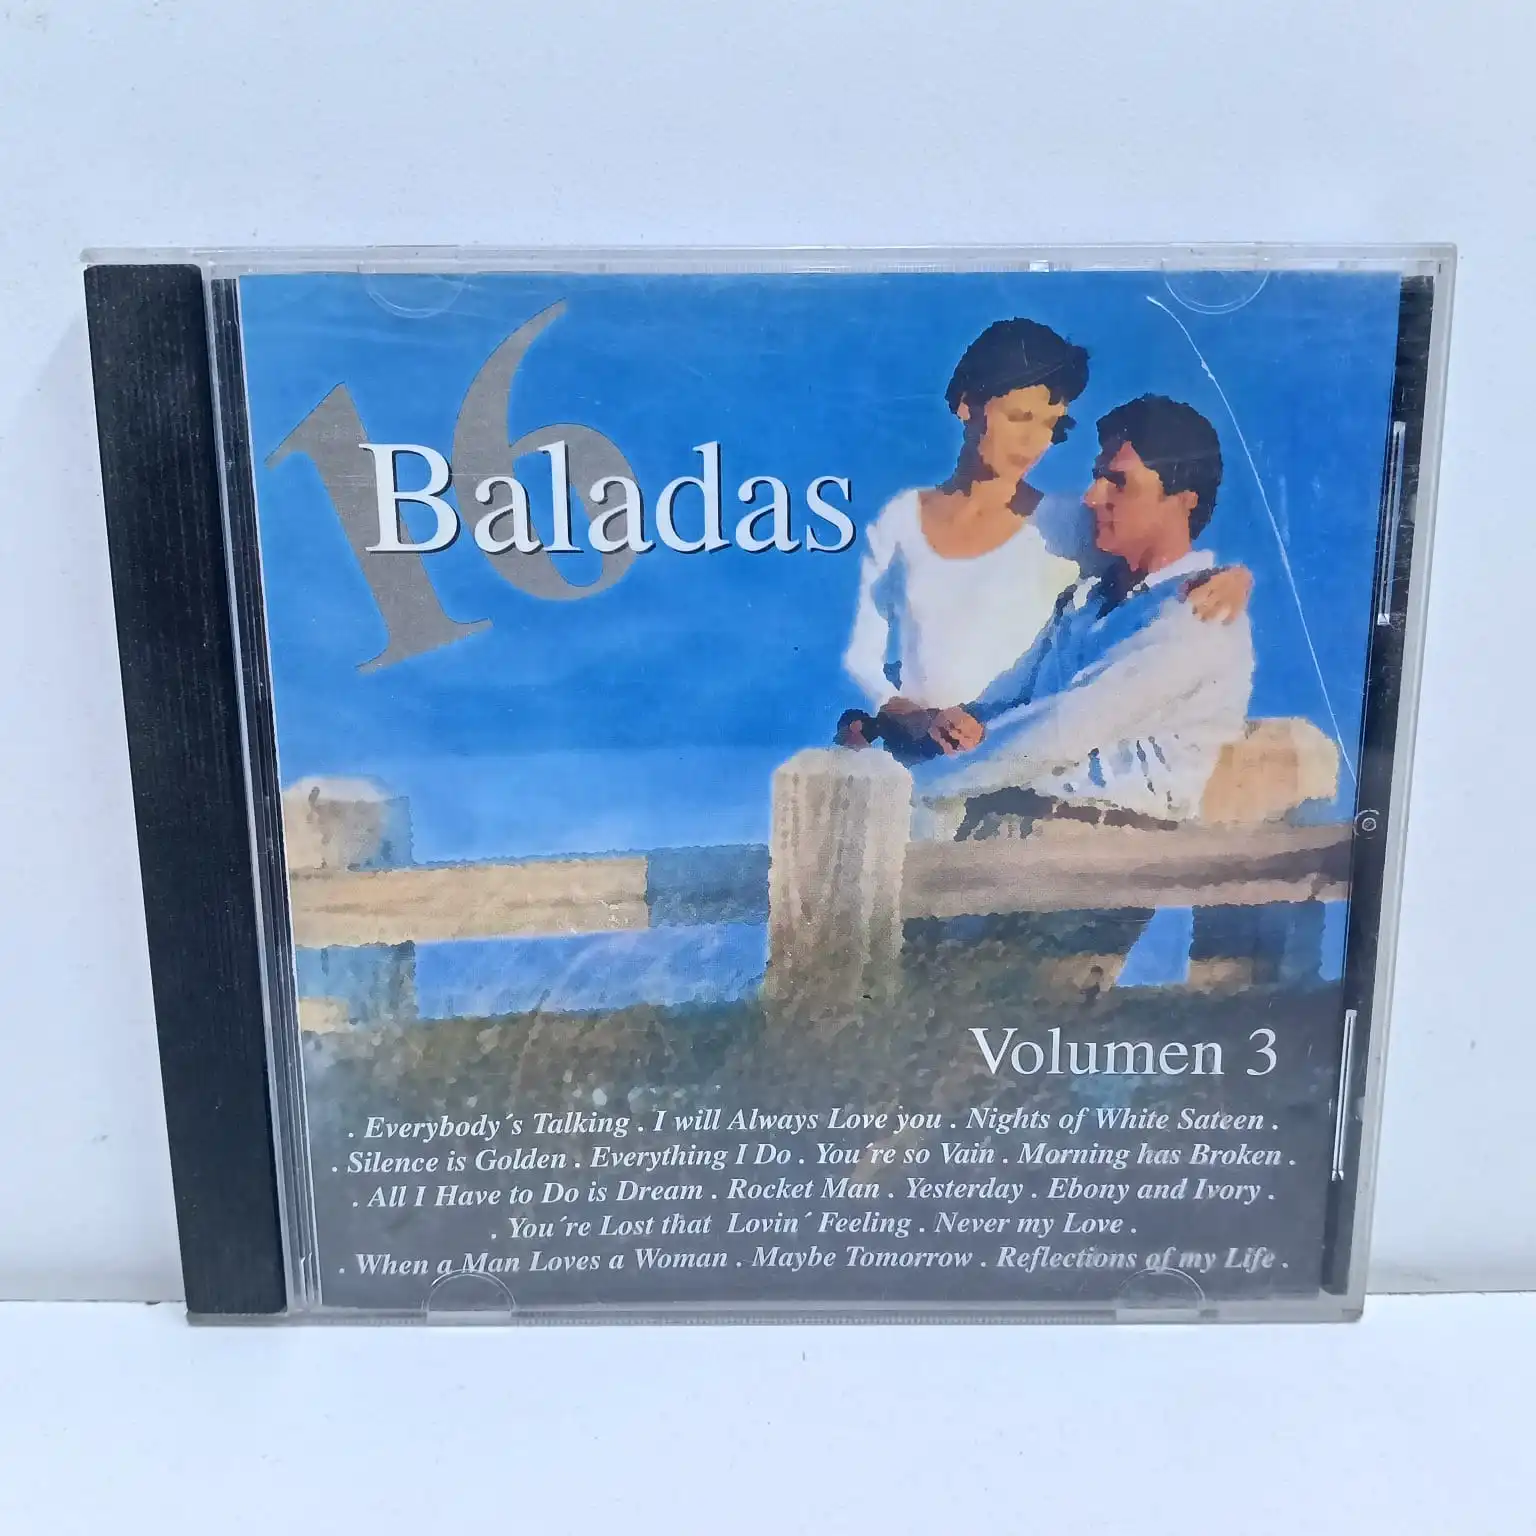 16
Baladas
Volumen 3
. Everybody´s Talking . I will Always Love you . Nights of White Sateen .
. Silence is Golden . Everything I Do . You´re so Vain . Morning has Broken .
. All I Have to Do is Dream . Rocket Man . Yesterday . Ebony and Ivory .
. You´re Lost that Lovin´ Feeling . Never my Love .
. When a Man Loves a Woman . Maybe Tomorrow . Reflections of my Life .